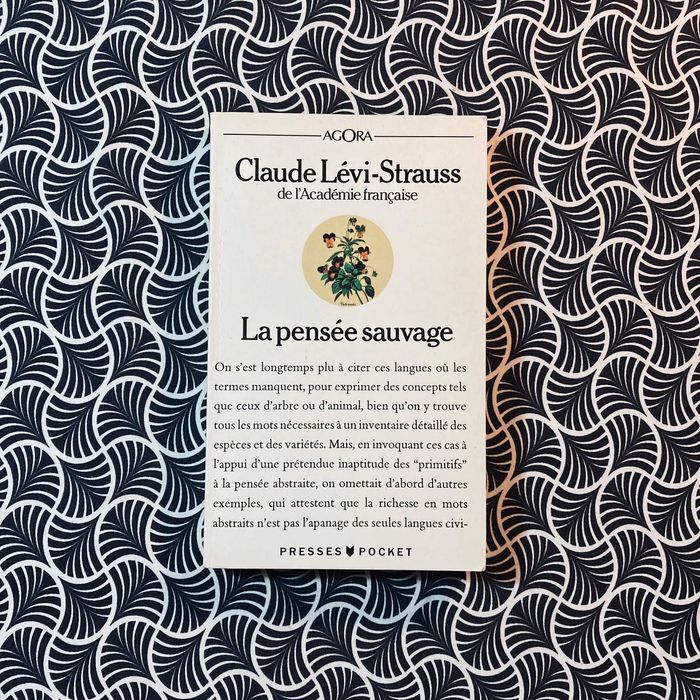 AGORA
Claude Lévi-Strauss
de l'Académie française
La pensée sauvage
On s'est longtemps plu à citer ces langues où les
termes manquent, pour exprimer des concepts tels
que ceux d'arbre ou d'animal, bien qu'on y trouve
tous les mots nécessaires à un inventaire détaillé des
espèces et des variétés. Mais, en invoquant ces cas à
l'appui d'une prétendue inaptitude des “primitifs”
à la pensée abstraite, on omettait d'abord d'autres
exemples, qui attestent que la richesse en mots
abstraits n'est pas l'apanage des seules langues civi-
PRESSES POCKET